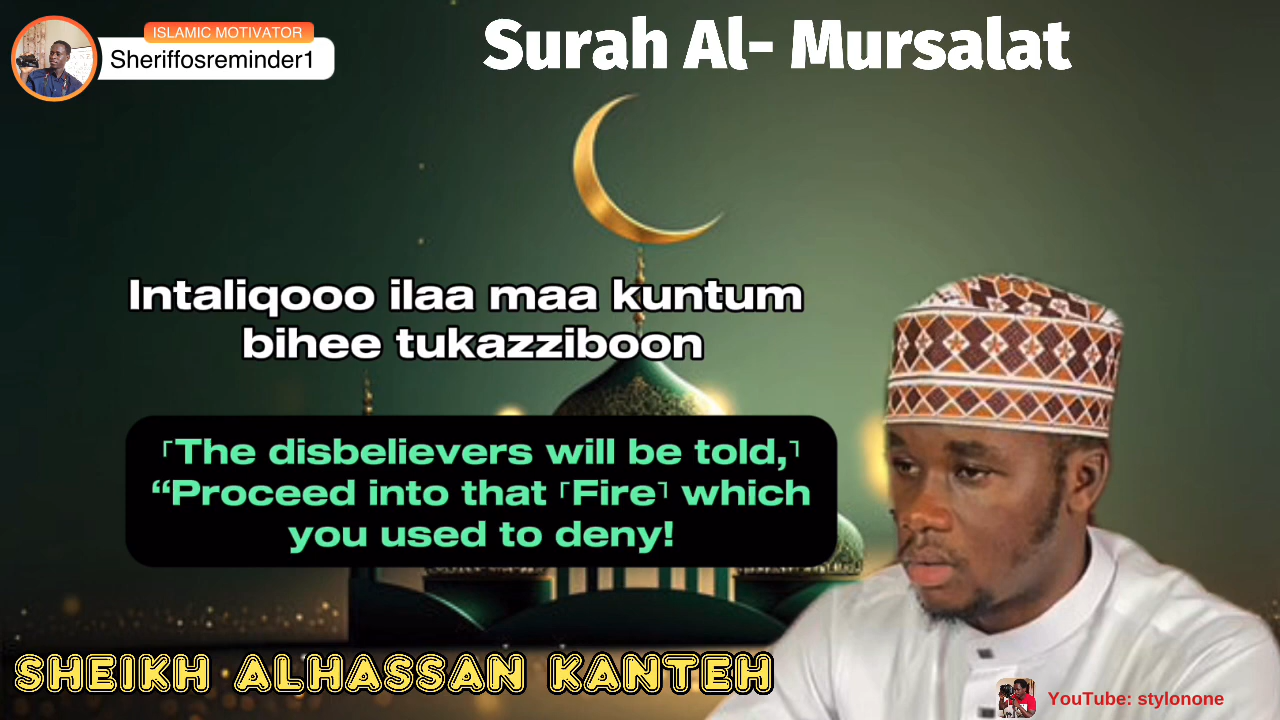 ISLAMIC MOTIVATOR
Sheriffosreminder1
Surah Al- Mursalat
Intaliqooo ilaa maa kuntum
bihee tukazziboon
⸢The disbelievers will be told,⸣
“Proceed into that ⸢Fire⸣ which
you used to deny!
SHEIKH ALHASSAN KANTEH
YouTube: stylonone